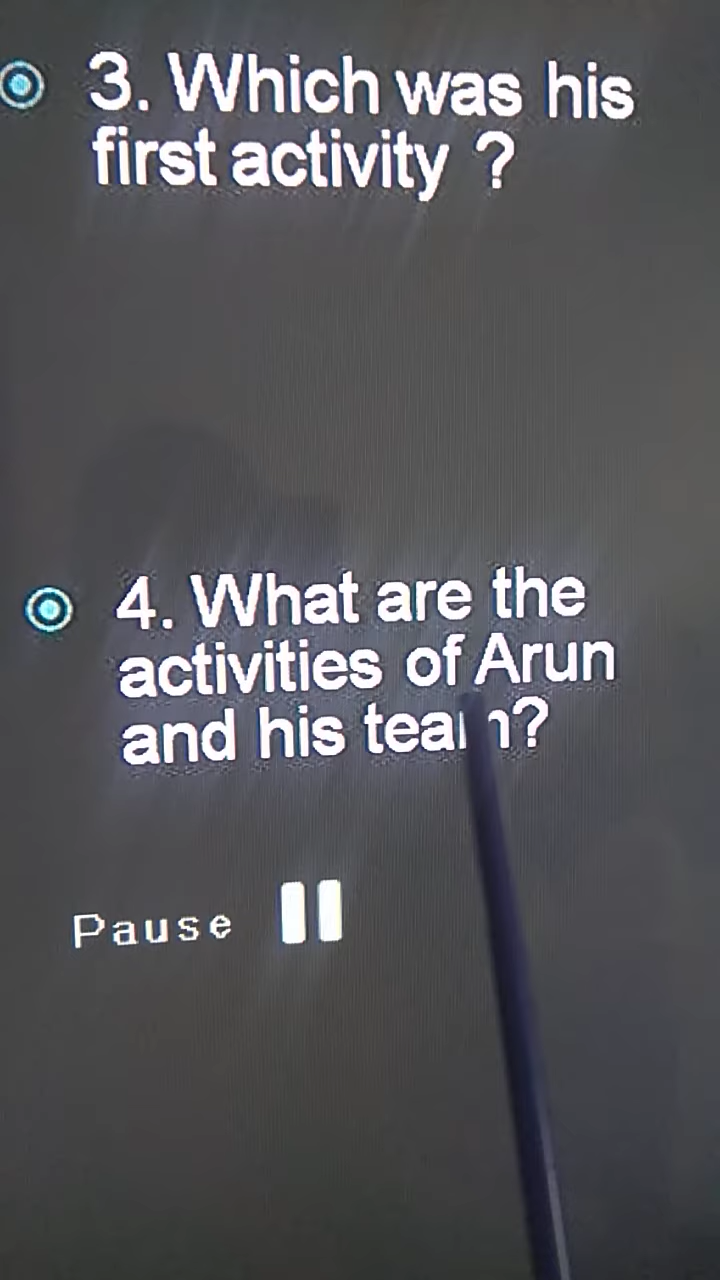 3. Which was his
first activity ?
4. What are the
activities of Arun
and his team?
Pause